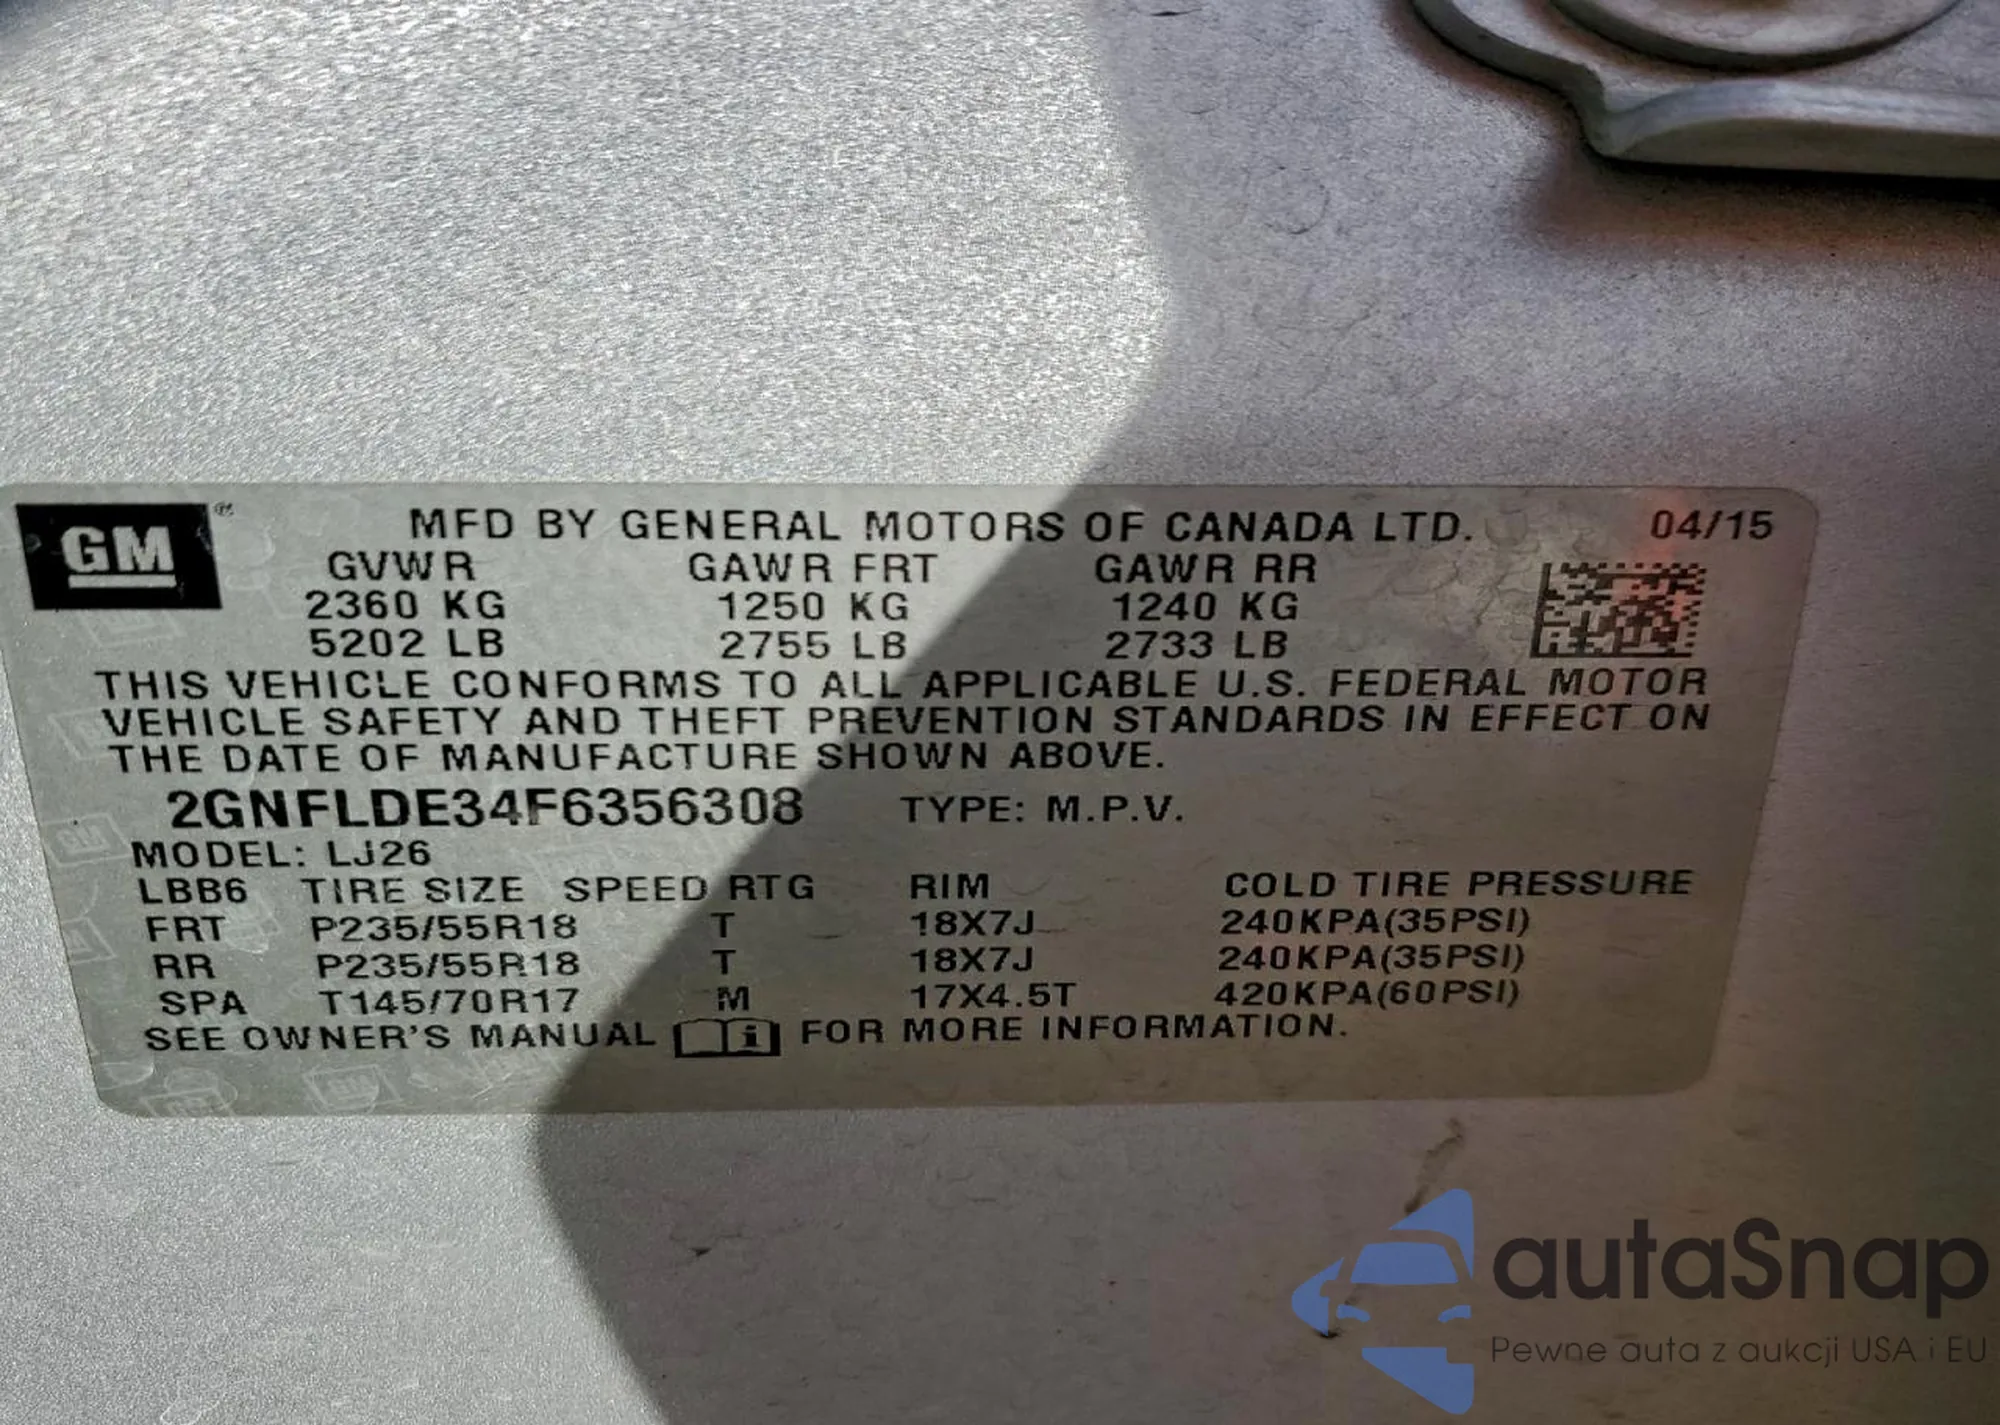 GM®
MFD BY GENERAL MOTORS OF CANADA LTD. 04/15
GVWR GAWR FRT GAWR RR
2360 KG 1250 KG 1240 KG
5202 LB 2755 LB 2733 LB
THIS VEHICLE CONFORMS TO ALL APPLICABLE U.S. FEDERAL MOTOR
VEHICLE SAFETY AND THEFT PREVENTION STANDARDS IN EFFECT ON
THE DATE OF MANUFACTURE SHOWN ABOVE.
2GNFLDE34F6356308 TYPE: M.P.V.
MODEL: LJ26
LBB6 TIRE SIZE SPEED RTG RIM COLD TIRE PRESSURE
FRT P235/55R18 T 18X7J 240KPA(35PSI)
RR P235/55R18 T 18X7J 240KPA(35PSI)
SPA T145/70R17 M 17X4.5T 420KPA(60PSI)
SEE OWNER'S MANUAL i FOR MORE INFORMATION.
autaSnap
Pewne auta z aukcji USA i EU